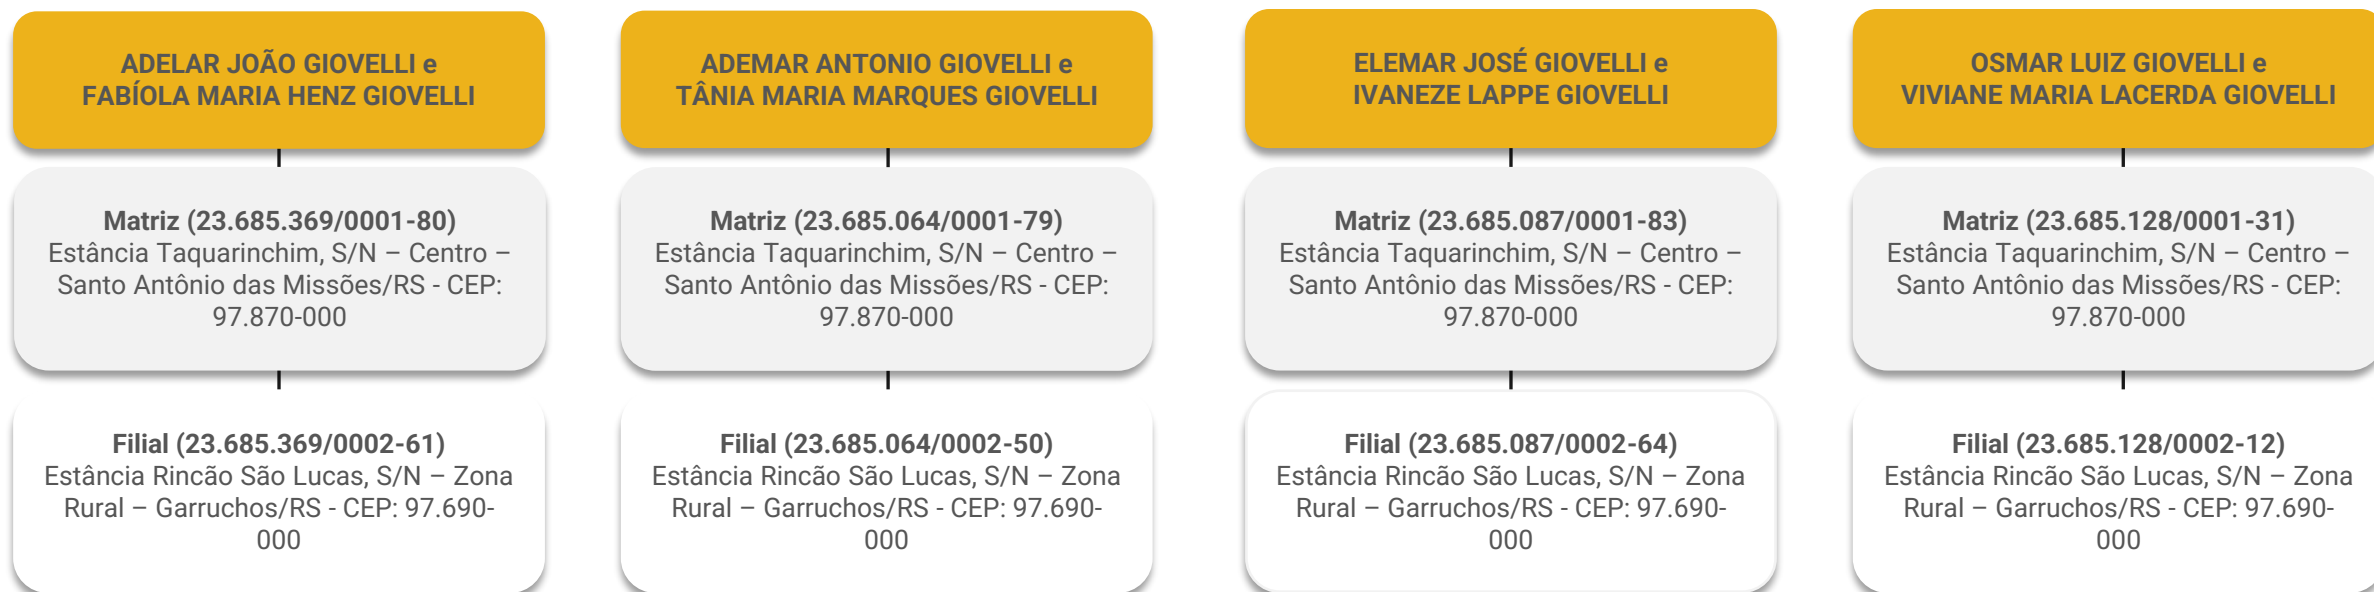 ADELAR JOÃO GIOVELLI e
FABÍOLA MARIA HENZ GIOVELLI
Matriz (23.685.369/0001-80)
Estância Taquarinchim, S/N – Centro –
Santo Antônio das Missões/RS - CEP:
97.870-000
Filial (23.685.369/0002-61)
Estância Rincão São Lucas, S/N – Zona
Rural – Garruchos/RS - CEP: 97.690-
000
ADEMAR ANTONIO GIOVELLI e
TÂNIA MARIA MARQUES GIOVELLI
Matriz (23.685.064/0001-79)
Estância Taquarinchim, S/N – Centro –
Santo Antônio das Missões/RS - CEP:
97.870-000
Filial (23.685.064/0002-50)
Estância Rincão São Lucas, S/N – Zona
Rural – Garruchos/RS - CEP: 97.690-
000
ELEMAR JOSÉ GIOVELLI e
IVANEZE LAPPE GIOVELLI
Matriz (23.685.087/0001-83)
Estância Taquarinchim, S/N – Centro –
Santo Antônio das Missões/RS - CEP:
97.870-000
Filial (23.685.087/0002-64)
Estância Rincão São Lucas, S/N – Zona
Rural – Garruchos/RS - CEP: 97.690-
000
OSMAR LUIZ GIOVELLI e
VIVIANE MARIA LACERDA GIOVELLI
Matriz (23.685.128/0001-31)
Estância Taquarinchim, S/N – Centro –
Santo Antônio das Missões/RS - CEP:
97.870-000
Filial (23.685.128/0002-12)
Estância Rincão São Lucas, S/N – Zona
Rural – Garruchos/RS - CEP: 97.690-
000